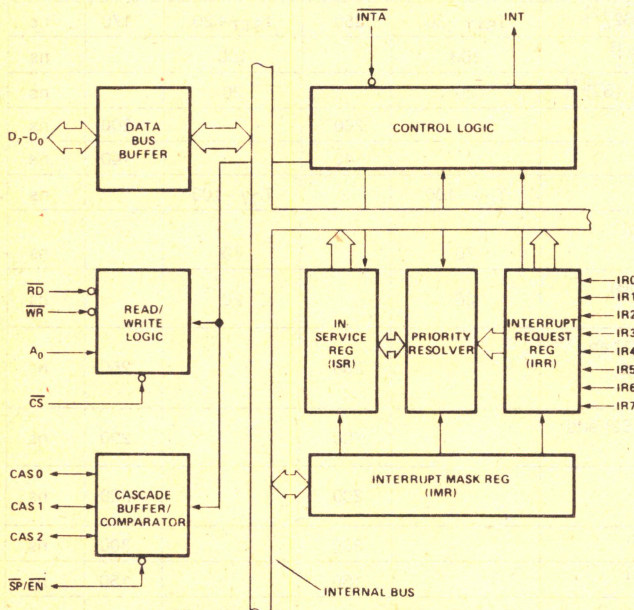 INTA
INT
DATA
BUS
BUFFER
D7-D0
CONTROL LOGIC
RD
WR
A0
CS
READ/
WRITE
LOGIC
IN
SERVICE
REG
(ISR)
PRIORITY
RESOLVER
INTERRUPT
REQUEST
REG
(IRR)
IR0
IR1
IR2
IR3
IR4
IR5
IR6
IR7
CAS 0
CAS 1
CAS 2
SP/EN
CASCADE
BUFFER/
COMPARATOR
INTERRUPT MASK REG
(IMR)
INTERNAL BUS